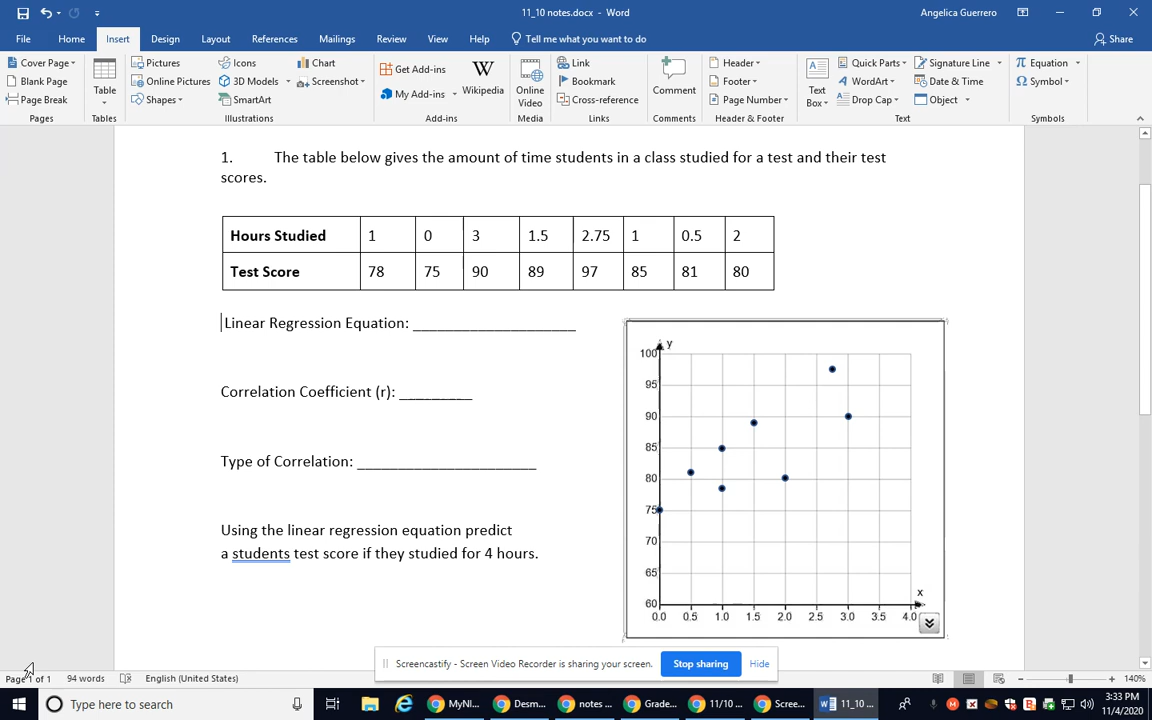 11_10 notes.docx - Word
Angelica Guerrero
File Home Insert Design Layout References Mailings Review View Help Tell me what you want to do Share
Cover Page
Blank Page
Page Break
Pages
Table
Tables
Pictures
Online Pictures
Shapes
Icons
3D Models
SmartArt
Chart
Screenshot
Illustrations
Get Add-ins
My Add-ins
W
Wikipedia
Add-ins
Online
Video
Media
Link
Bookmark
Cross-reference
Links
Comment
Comments
Header
Footer
Page Number
Header & Footer
A
Text
Box
Quick Parts
WordArt
Drop Cap
Signature Line
Date & Time
Object
Text
Equation
Symbol
Symbols
1. The table below gives the amount of time students in a class studied for a test and their test
scores.
Hours Studied 1 0 3 1.5 2.75 1 0.5 2
Test Score 78 75 90 89 97 85 81 80
Linear Regression Equation: ____________________
Correlation Coefficient (r): _________
Type of Correlation: ______________________
Using the linear regression equation predict
a students test score if they studied for 4 hours.
y
100
95
90
85
80
75
70
65
60
x
0.0 0.5 1.0 1.5 2.0 2.5 3.0 3.5 4.0
Screencastify - Screen Video Recorder is sharing your screen. Stop sharing Hide
Page 1 of 1 94 words English (United States) 140%
Type here to search
MyNI...
Desm...
notes ...
Grade...
11/10 ...
Scree...
11_10 ...
3:33 PM
11/4/2020